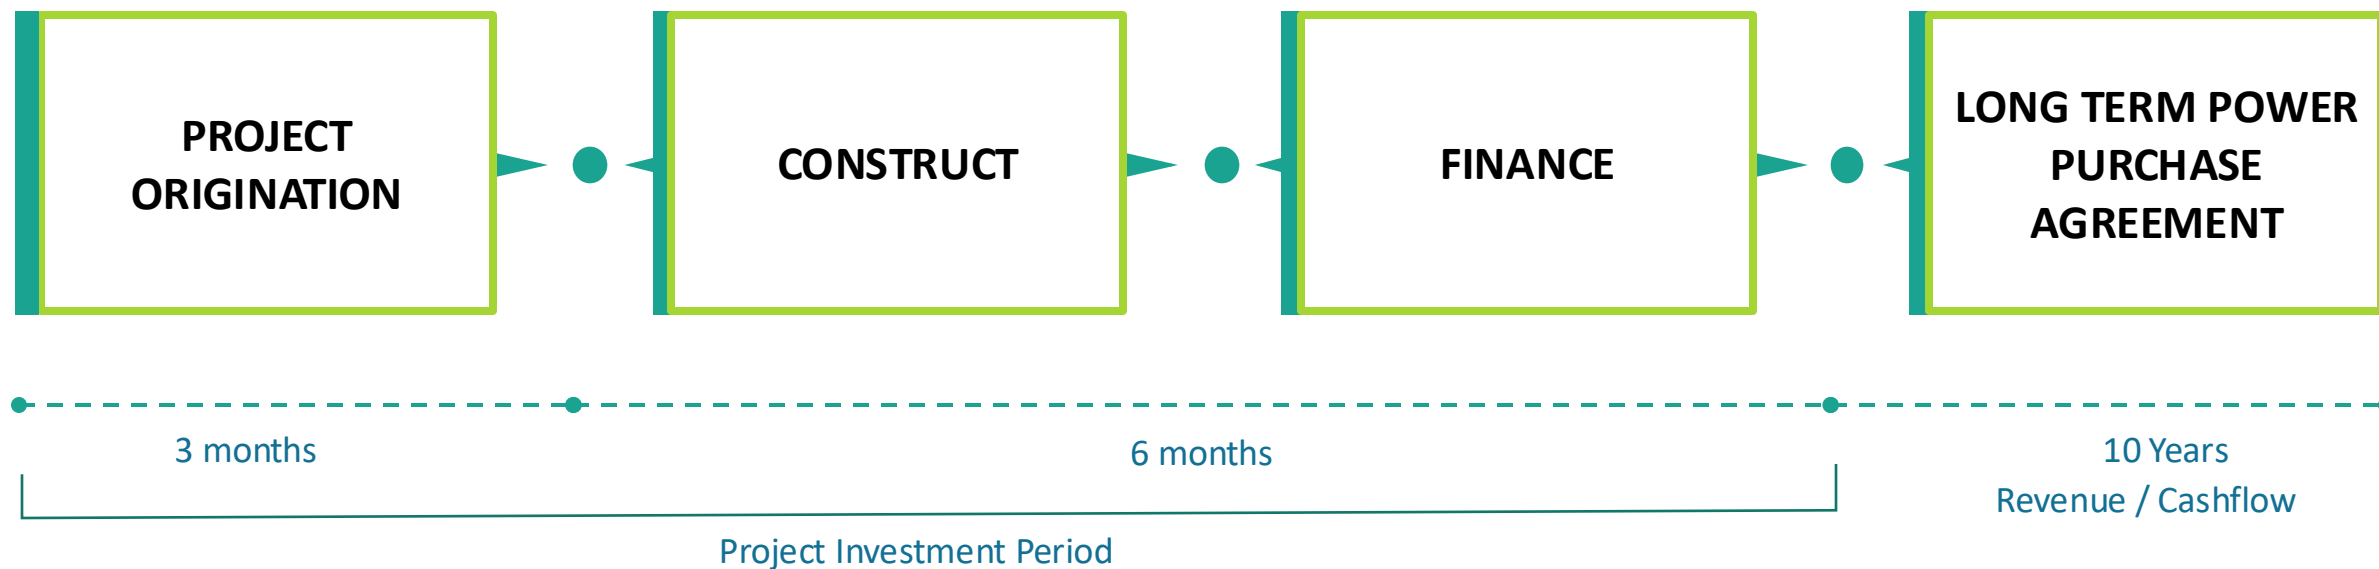 PROJECT
ORIGINATION
CONSTRUCT
FINANCE
LONG TERM POWER
PURCHASE
AGREEMENT
3 months
6 months
10 Years
Revenue / Cashflow
Project Investment Period